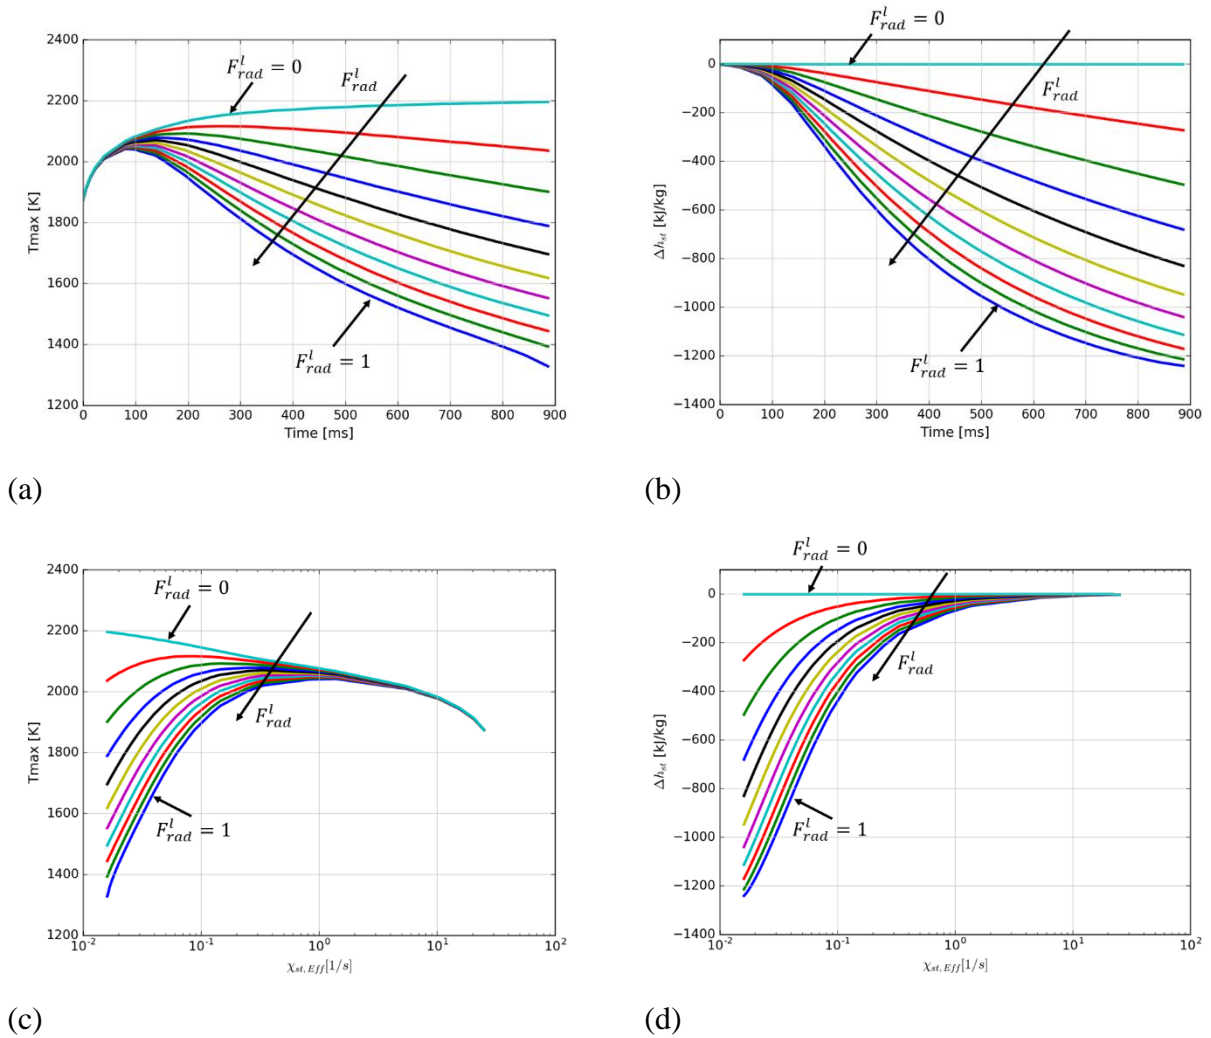 F^l_rad = 0
F^l_rad
F^l_rad = 1
Tmax [K]
2400
2200
2000
1800
1600
1400
1200
0 100 200 300 400 500 600 700 800 900
Time [ms]
(a)
F^l_rad = 0
F^l_rad
F^l_rad = 1
Δh_st [kJ/kg]
0
−200
−400
−600
−800
−1000
−1200
−1400
0 100 200 300 400 500 600 700 800 900
Time [ms]
(b)
F^l_rad = 0
F^l_rad
F^l_rad = 1
Tmax [K]
2400
2200
2000
1800
1600
1400
1200
10^-2 10^-1 10^0 10^1 10^2
χ_st,Eff[1/s]
(c)
F^l_rad = 0
F^l_rad
F^l_rad = 1
Δh_st [kJ/kg]
0
−200
−400
−600
−800
−1000
−1200
−1400
10^-2 10^-1 10^0 10^1 10^2
χ_st,Eff[1/s]
(d)